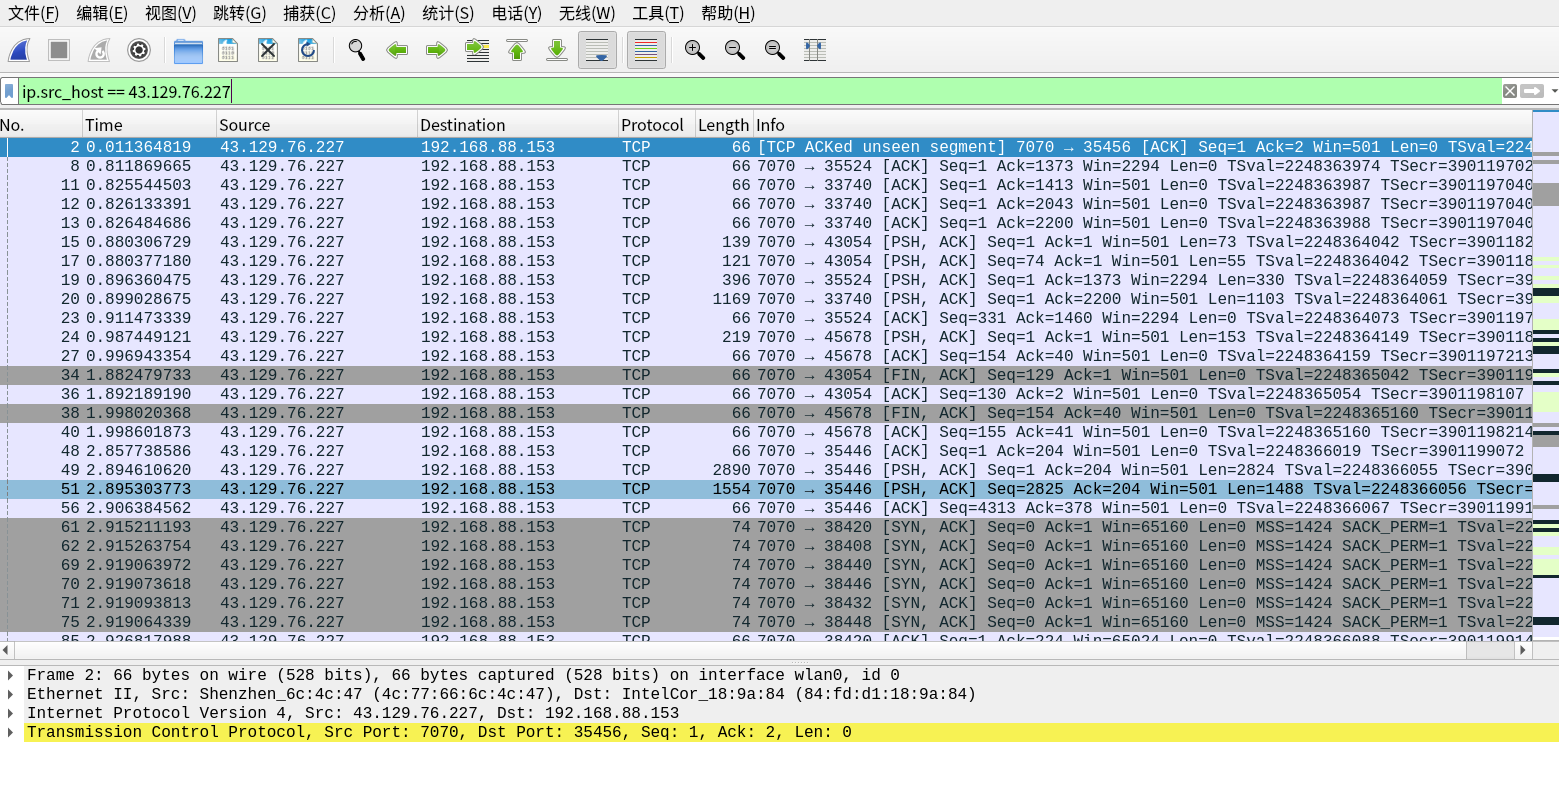 文件(F) 编辑(E) 视图(V) 跳转(G) 捕获(C) 分析(A) 统计(S) 电话(Y) 无线(W) 工具(T) 帮助(H)
ip.src_host == 43.129.76.227
No. Time Source Destination Protocol Length Info
2 0.011364819 43.129.76.227 192.168.88.153 TCP 66 [TCP ACKed unseen segment] 7070 → 35456 [ACK] Seq=1 Ack=2 Win=501 Len=0 TSval=224
8 0.811869665 43.129.76.227 192.168.88.153 TCP 66 7070 → 35524 [ACK] Seq=1 Ack=1373 Win=2294 Len=0 TSval=2248363974 TSecr=390119702
11 0.825544503 43.129.76.227 192.168.88.153 TCP 66 7070 → 33740 [ACK] Seq=1 Ack=1413 Win=501 Len=0 TSval=2248363987 TSecr=3901197040
12 0.826133391 43.129.76.227 192.168.88.153 TCP 66 7070 → 33740 [ACK] Seq=1 Ack=2043 Win=501 Len=0 TSval=2248363987 TSecr=3901197040
13 0.826484686 43.129.76.227 192.168.88.153 TCP 66 7070 → 33740 [ACK] Seq=1 Ack=2200 Win=501 Len=0 TSval=2248363988 TSecr=3901197040
15 0.880306729 43.129.76.227 192.168.88.153 TCP 139 7070 → 43054 [PSH, ACK] Seq=1 Ack=1 Win=501 Len=73 TSval=2248364042 TSecr=3901182
17 0.880377180 43.129.76.227 192.168.88.153 TCP 121 7070 → 43054 [PSH, ACK] Seq=74 Ack=1 Win=501 Len=55 TSval=2248364042 TSecr=390118
19 0.896360475 43.129.76.227 192.168.88.153 TCP 396 7070 → 35524 [PSH, ACK] Seq=1 Ack=1373 Win=2294 Len=330 TSval=2248364059 TSecr=39
20 0.899028675 43.129.76.227 192.168.88.153 TCP 1169 7070 → 33740 [PSH, ACK] Seq=1 Ack=2200 Win=501 Len=1103 TSval=2248364061 TSecr=39
23 0.911473339 43.129.76.227 192.168.88.153 TCP 66 7070 → 35524 [ACK] Seq=331 Ack=1460 Win=2294 Len=0 TSval=2248364073 TSecr=3901197
24 0.987449121 43.129.76.227 192.168.88.153 TCP 219 7070 → 45678 [PSH, ACK] Seq=1 Ack=1 Win=501 Len=153 TSval=2248364149 TSecr=390118
27 0.996943354 43.129.76.227 192.168.88.153 TCP 66 7070 → 45678 [ACK] Seq=154 Ack=40 Win=501 Len=0 TSval=2248364159 TSecr=3901197213
34 1.882479733 43.129.76.227 192.168.88.153 TCP 66 7070 → 43054 [FIN, ACK] Seq=129 Ack=1 Win=501 Len=0 TSval=2248365042 TSecr=390119
36 1.892189190 43.129.76.227 192.168.88.153 TCP 66 7070 → 43054 [ACK] Seq=130 Ack=2 Win=501 Len=0 TSval=2248365054 TSecr=3901198107
38 1.998020368 43.129.76.227 192.168.88.153 TCP 66 7070 → 45678 [FIN, ACK] Seq=154 Ack=40 Win=501 Len=0 TSval=2248365160 TSecr=39011
40 1.998601873 43.129.76.227 192.168.88.153 TCP 66 7070 → 45678 [ACK] Seq=155 Ack=41 Win=501 Len=0 TSval=2248365160 TSecr=3901198214
48 2.857738586 43.129.76.227 192.168.88.153 TCP 66 7070 → 35446 [ACK] Seq=1 Ack=204 Win=501 Len=0 TSval=2248366019 TSecr=3901199072
49 2.894610620 43.129.76.227 192.168.88.153 TCP 2890 7070 → 35446 [PSH, ACK] Seq=1 Ack=204 Win=501 Len=2824 TSval=2248366055 TSecr=390
51 2.895303773 43.129.76.227 192.168.88.153 TCP 1554 7070 → 35446 [PSH, ACK] Seq=2825 Ack=204 Win=501 Len=1488 TSval=2248366056 TSecr=
56 2.906384562 43.129.76.227 192.168.88.153 TCP 66 7070 → 35446 [ACK] Seq=4313 Ack=378 Win=501 Len=0 TSval=2248366067 TSecr=39011991
61 2.915211193 43.129.76.227 192.168.88.153 TCP 74 7070 → 38420 [SYN, ACK] Seq=0 Ack=1 Win=65160 Len=0 MSS=1424 SACK_PERM=1 TSval=22
62 2.915263754 43.129.76.227 192.168.88.153 TCP 74 7070 → 38408 [SYN, ACK] Seq=0 Ack=1 Win=65160 Len=0 MSS=1424 SACK_PERM=1 TSval=22
69 2.919063972 43.129.76.227 192.168.88.153 TCP 74 7070 → 38440 [SYN, ACK] Seq=0 Ack=1 Win=65160 Len=0 MSS=1424 SACK_PERM=1 TSval=22
70 2.919073618 43.129.76.227 192.168.88.153 TCP 74 7070 → 38446 [SYN, ACK] Seq=0 Ack=1 Win=65160 Len=0 MSS=1424 SACK_PERM=1 TSval=22
71 2.919093813 43.129.76.227 192.168.88.153 TCP 74 7070 → 38432 [SYN, ACK] Seq=0 Ack=1 Win=65160 Len=0 MSS=1424 SACK_PERM=1 TSval=22
75 2.919064339 43.129.76.227 192.168.88.153 TCP 74 7070 → 38448 [SYN, ACK] Seq=0 Ack=1 Win=65160 Len=0 MSS=1424 SACK_PERM=1 TSval=22
85 2.926817988 43.129.76.227 192.168.88.153 TCP 66 7070 → 38420 [ACK] Seq=1 Ack=224 Win=65024 Len=0 TSval=2248366088 TSecr=390119914
Frame 2: 66 bytes on wire (528 bits), 66 bytes captured (528 bits) on interface wlan0, id 0
Ethernet II, Src: Shenzhen_6c:4c:47 (4c:77:66:6c:4c:47), Dst: IntelCor_18:9a:84 (84:fd:d1:18:9a:84)
Internet Protocol Version 4, Src: 43.129.76.227, Dst: 192.168.88.153
Transmission Control Protocol, Src Port: 7070, Dst Port: 35456, Seq: 1, Ack: 2, Len: 0